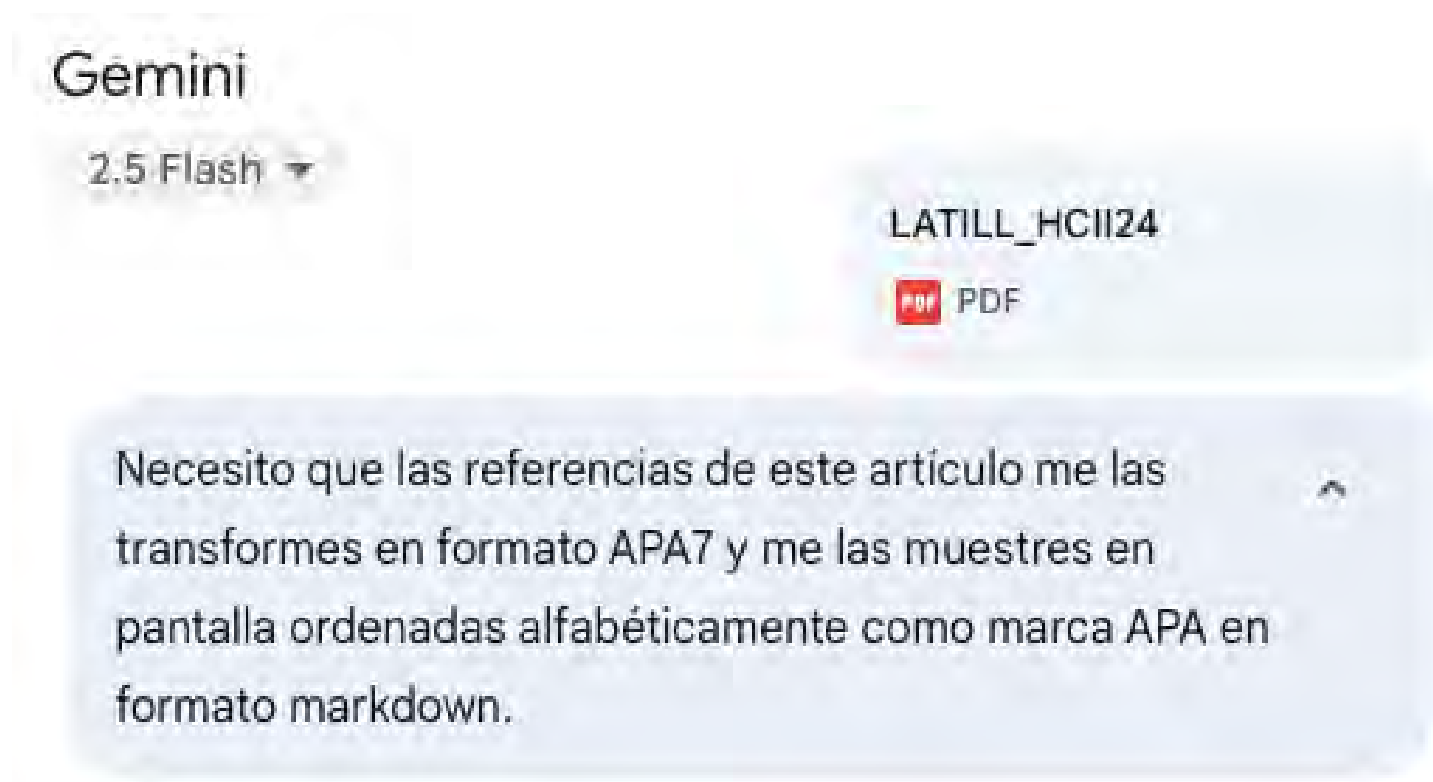 Gemini
2.5 Flash
LATILL_HCII24
PDF PDF
Necesito que las referencias de este artículo me las
transformes en formato APA7 y me las muestres en
pantalla ordenadas alfabéticamente como marca APA en
formato markdown.